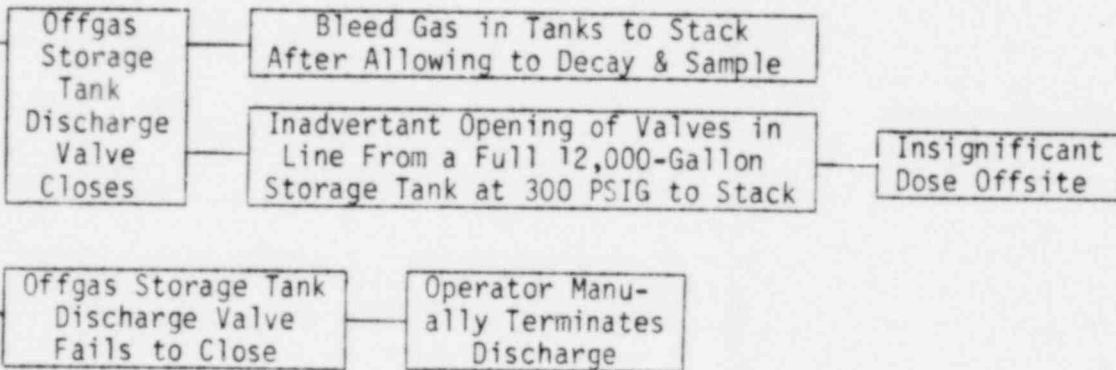 Offgas
Storage
Tank
Discharge
Valve
Closes
Bleed Gas in Tanks to Stack
After Allowing to Decay & Sample
Inadvertant Opening of Valves in
Line From a Full 12,000-Gallon
Storage Tank at 300 PSIG to Stack
Insignificant
Dose Offsite
Offgas Storage Tank
Discharge Valve
Fails to Close
Operator Manu-
ally Terminates
Discharge